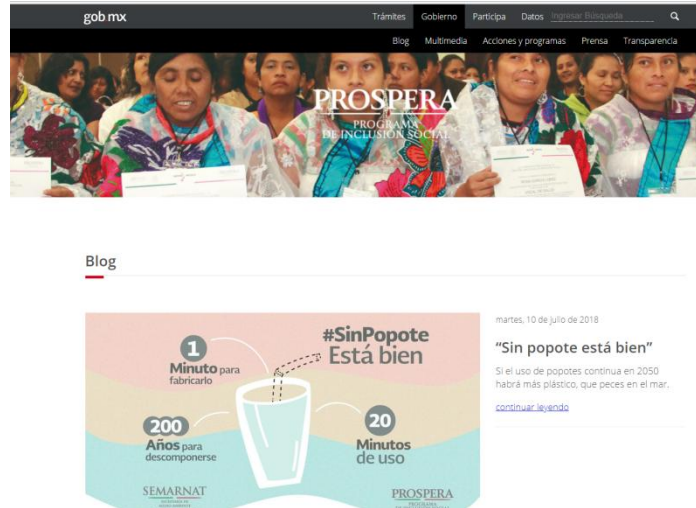 gob mx
Trámites Gobierno Participa Datos Ingresar Búsqueda
Blog Multimedia Acciones y programas Prensa Transparencia
PROSPERA
PROGRAMA
DE INCLUSIÓN SOCIAL
Blog
1
Minuto para
fabricarlo
#SinPopote
Está bien
200
Años para
descomponerse
20
Minutos
de uso
SEMARNAT
PROSPERA
PROGRAMA
martes, 10 de julio de 2018
“Sin popote está bien”
Si el uso de popotes continua en 2050
habrá más plástico, que peces en el mar.
continuar leyendo